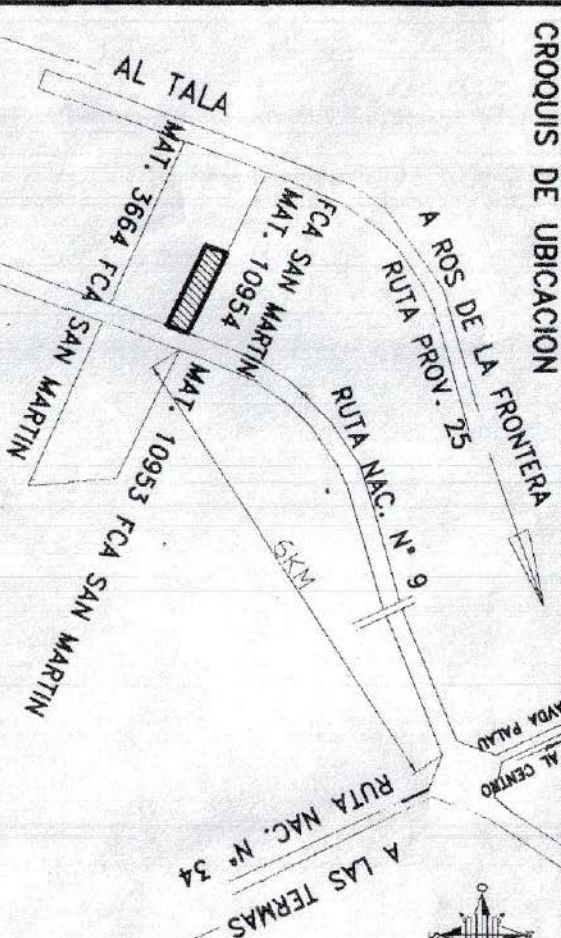 CROQUIS DE UBICACION
A ROS DE LA FRONTERA
RUTA PROV. 25
AL TALA
MAT. 3664 FCA SAN MARTIN
FCA SAN MARTIN
MAT. 10954
MAT. 10953 FCA SAN MARTIN
RUTA NAC. N° 9
6KM
AVDA PALAU
AL CENTRO
RUTA NAC. N° 34
A LAS TERMAS
O